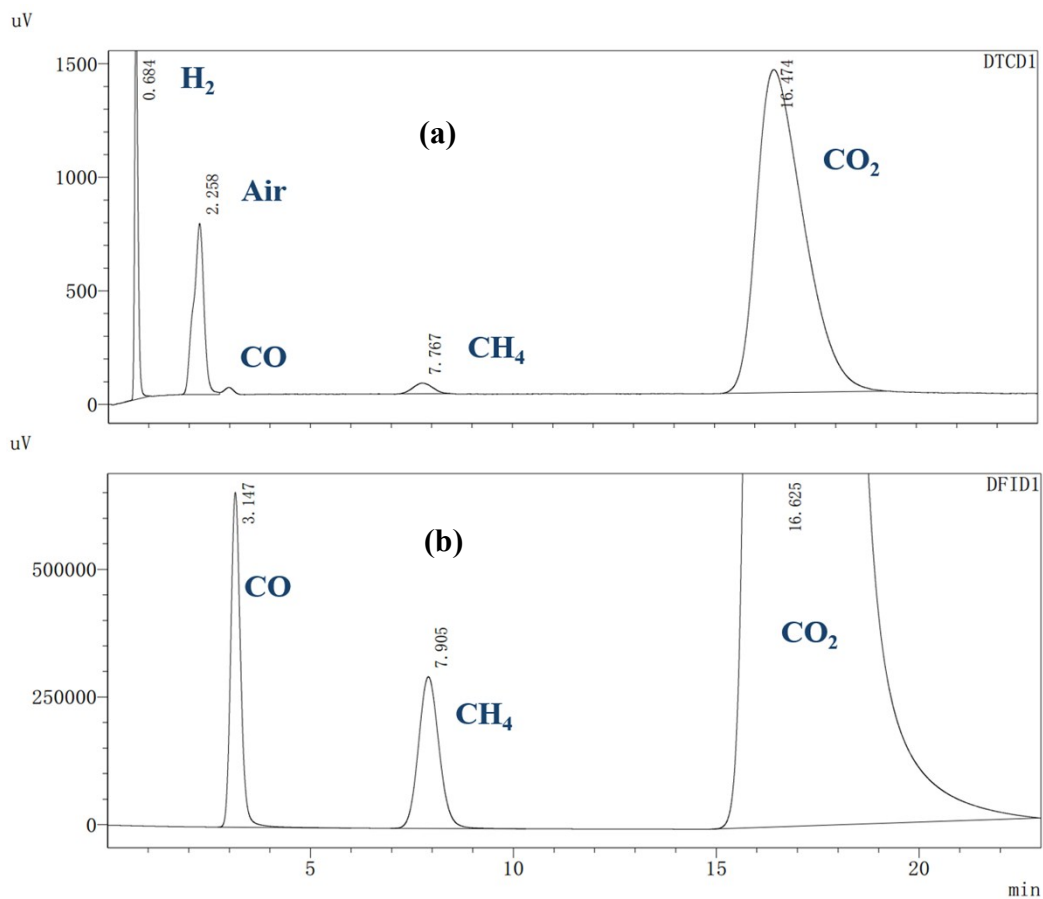 uV
1500
1000
500
0
0.684
H₂
2.258
Air
CO
(a)
7.767
CH₄
16.474
CO₂
DTCD1
uV
500000
250000
0
3.147
CO
(b)
7.905
CH₄
16.625
CO₂
DFID1
5
10
15
20
min